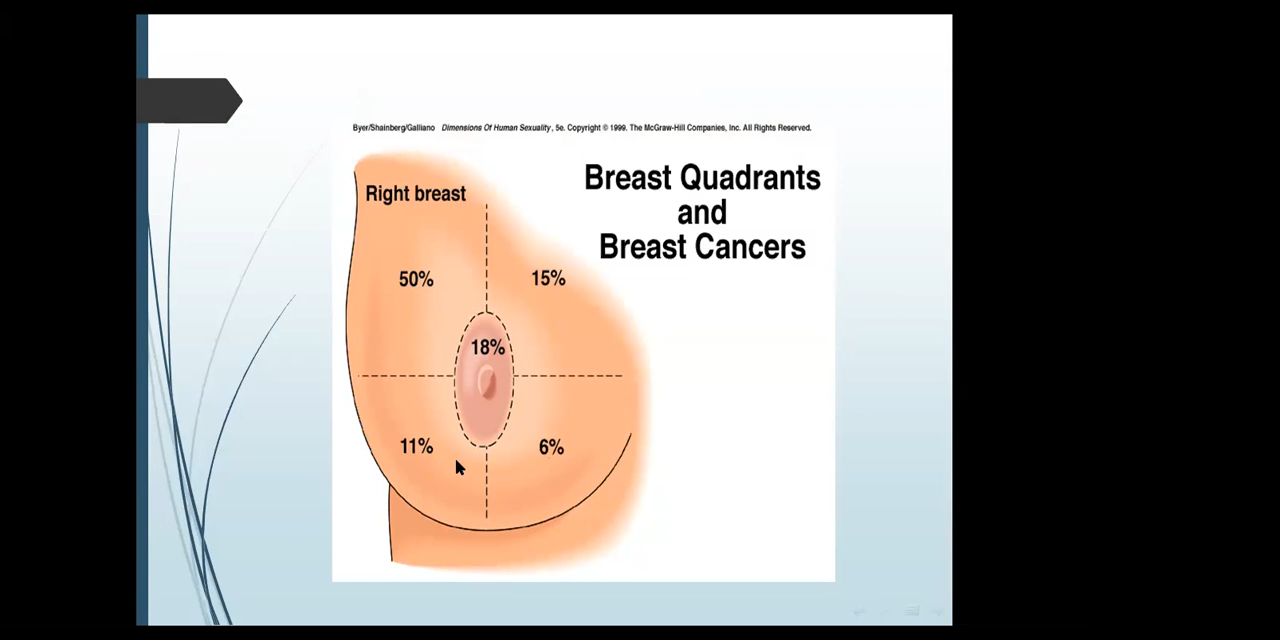 Byer/Shainberg/Galliano Dimensions Of Human Sexuality, 5e. Copyright © 1999. The McGraw-Hill Companies, Inc. All Rights Reserved.
Breast Quadrants
and
Breast Cancers
Right breast
50%
15%
18%
11%
6%